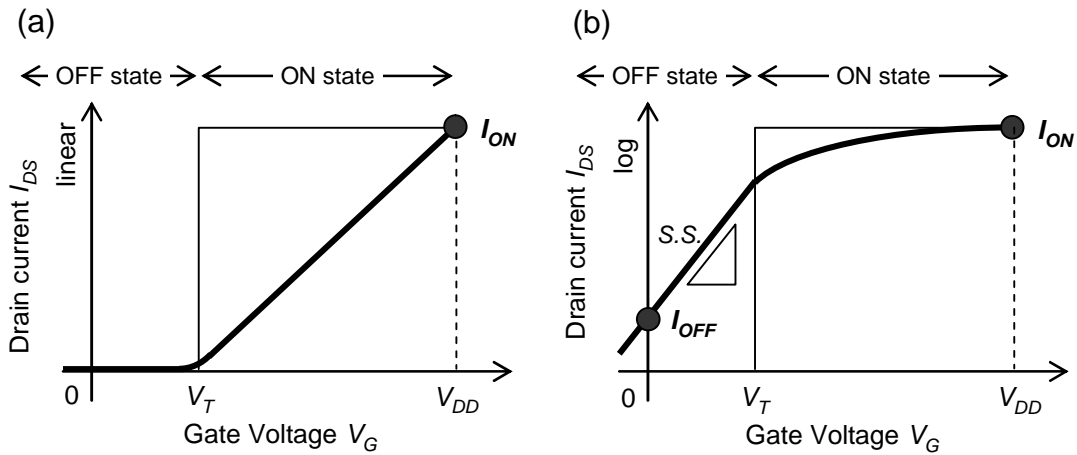 (a)
OFF state
ON state
Drain current I_DS
linear
I_ON
0
V_T
V_DD
Gate Voltage V_G
(b)
OFF state
ON state
Drain current I_DS
log
I_ON
S.S.
I_OFF
0
V_T
V_DD
Gate Voltage V_G